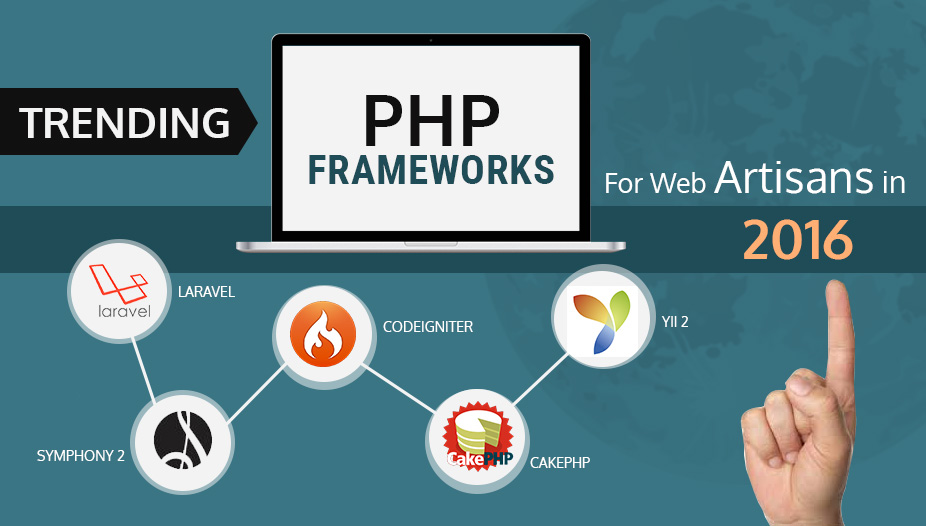 TRENDING
PHP
FRAMEWORKS
For Web Artisans in
2016
laravel
LARAVEL
CODEIGNITER
YII 2
SYMPHONY 2
CakePHP
CAKEPHP